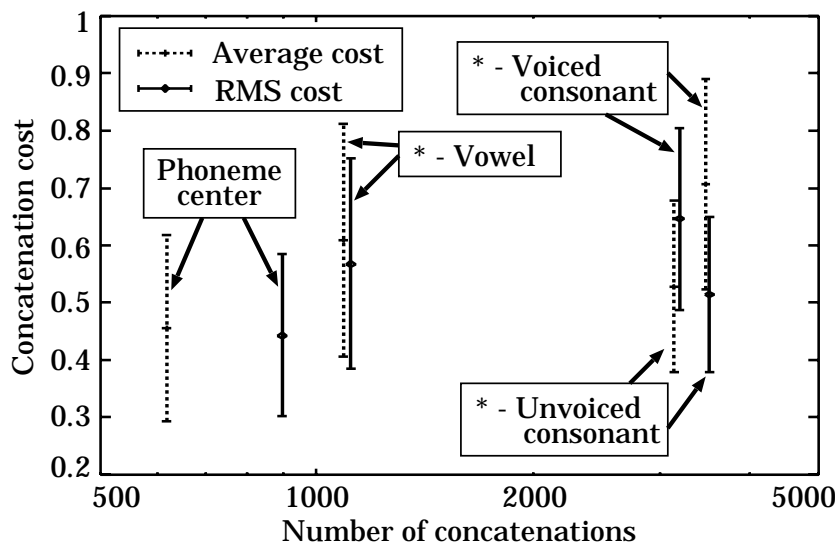 1
0.9
0.8
0.7
0.6
0.5
0.4
0.3
0.2
Concatenation cost
Average cost
RMS cost
Phoneme
center
* - Vowel
* - Voiced
consonant
* - Unvoiced
consonant
500
1000
2000
5000
Number of concatenations